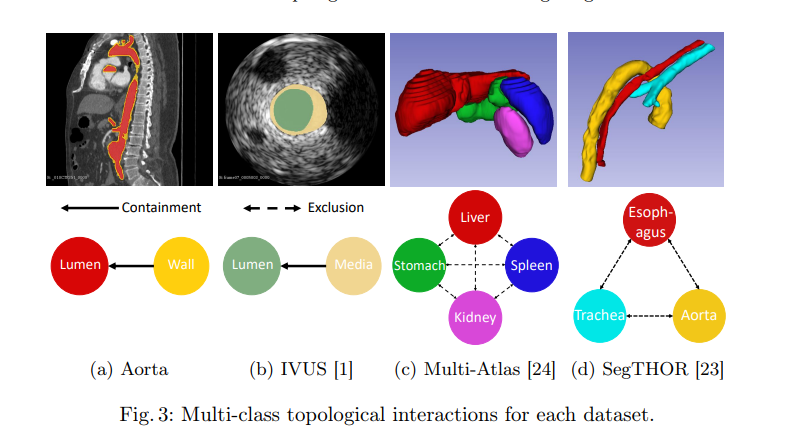 Containment
Exclusion
Lumen
Wall
Lumen
Media
Liver
Stomach
Spleen
Kidney
Esoph-
agus
Trachea
Aorta
(a) Aorta
(b) IVUS [1]
(c) Multi-Atlas [24]
(d) SegTHOR [23]
Fig. 3: Multi-class topological interactions for each dataset.